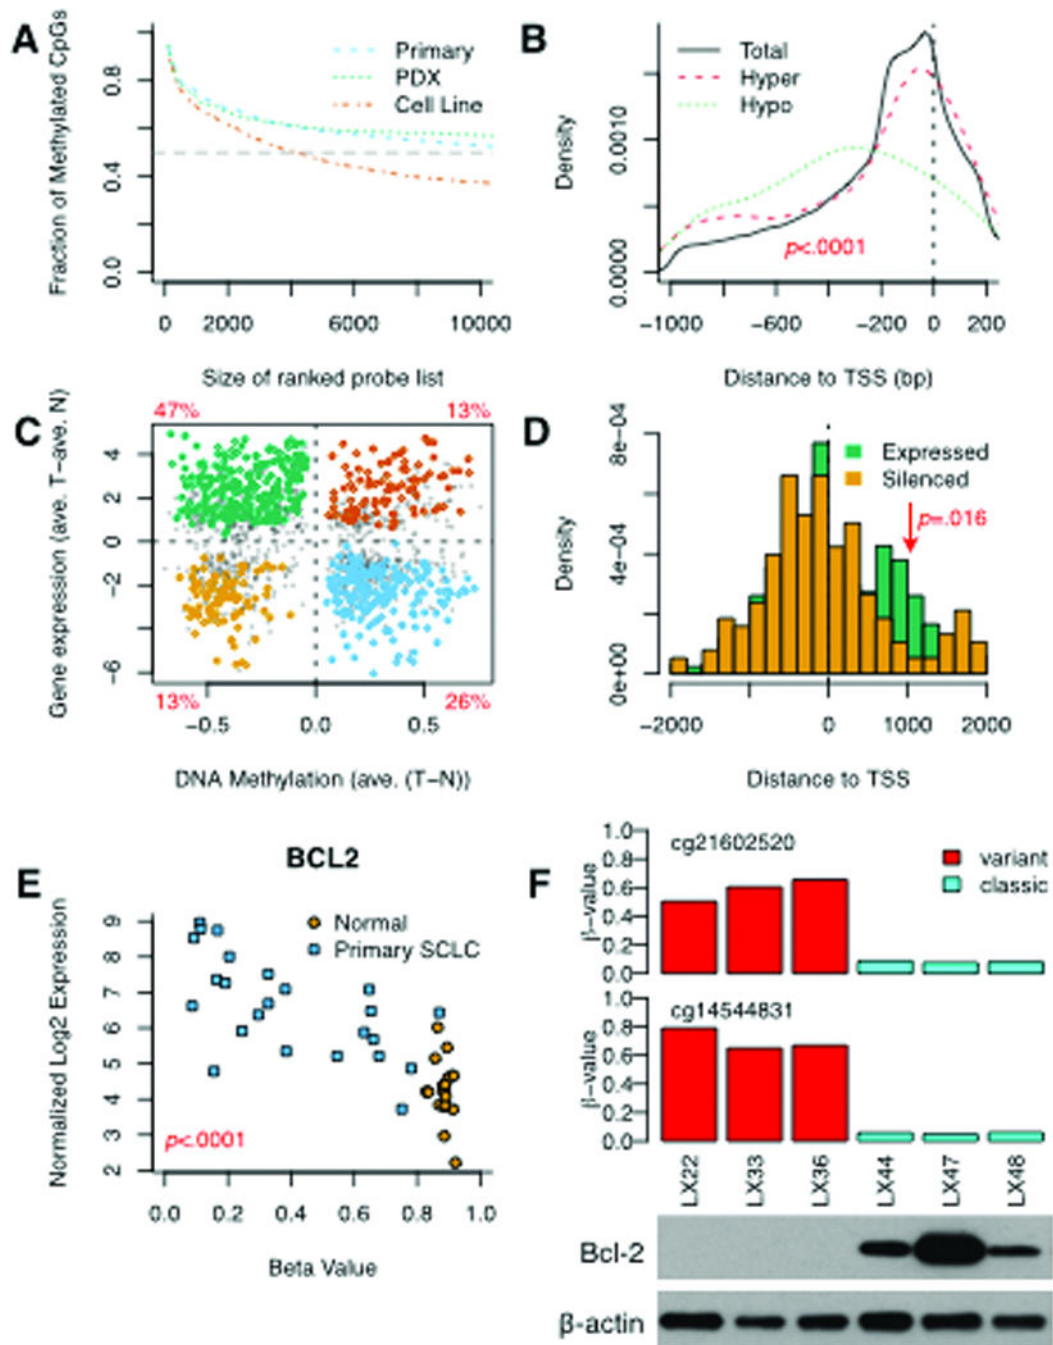 A
Fraction of Methylated CpGs
0.8
0.4
0.0
Primary
PDX
Cell Line
0 2000 6000 10000
Size of ranked probe list
B
Density
0.0010
0.0000
Total
Hyper
Hypo
p<.0001
−1000 −600 −200 0 200
Distance to TSS (bp)
C
47% 13%
Gene expression (ave. T−ave. N)
4
2
0
−2
−6
13% 26%
−0.5 0.0 0.5
DNA Methylation (ave. (T−N))
D
Density
8e−04
4e−04
0e+00
Expressed
Silenced
p=.016
−2000 0 1000 2000
Distance to TSS
E
BCL2
Normalized Log2 Expression
9
8
7
6
5
4
3
2
Normal
Primary SCLC
p<.0001
0.0 0.2 0.4 0.6 0.8 1.0
Beta Value
F
β−value
1.0
0.8
0.6
0.4
0.2
0.0
cg21602520
variant
classic
β−value
1.0
0.8
0.6
0.4
0.2
0.0
cg14544831
LX22 LX33 LX36 LX44 LX47 LX48
Bcl-2
β-actin